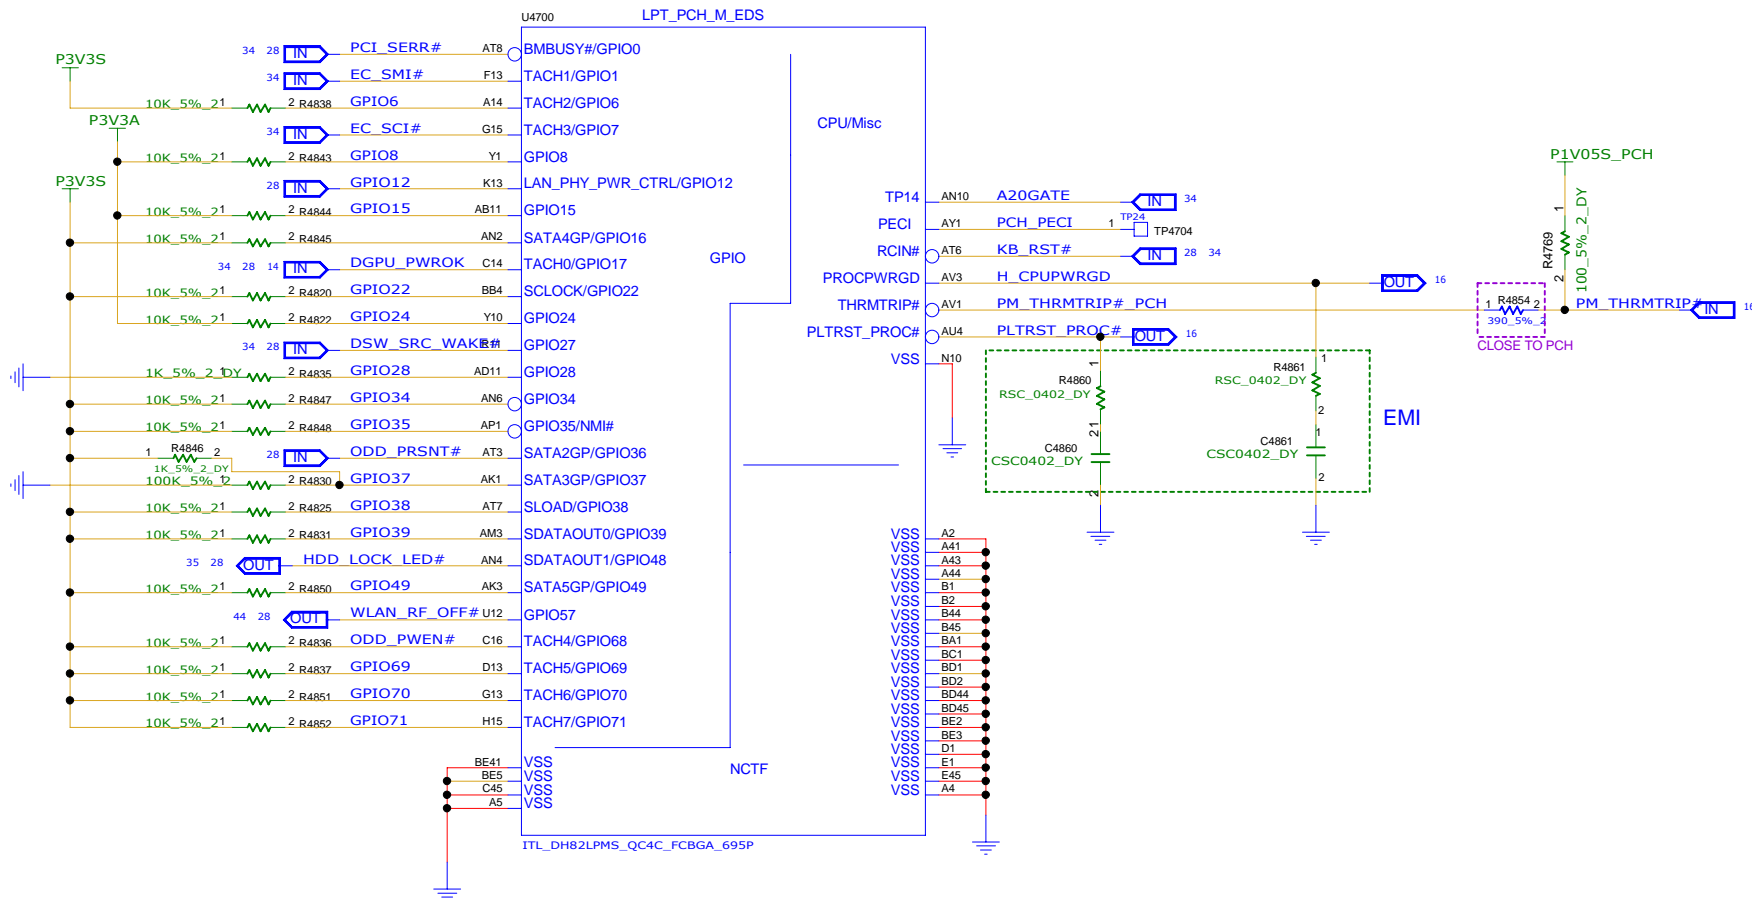 U4700 LPT_PCH_M_EDS
34 28 IN PCI_SERR# AT8 BMBUSY#/GPIO0
P3V3S
34 IN EC_SMI# F13 TACH1/GPIO1
10K_5%_2 1 2 R4838 GPIO6 A14 TACH2/GPIO6
P3V3A
34 IN EC_SCI# G15 TACH3/GPIO7
10K_5%_2 1 2 R4843 GPIO8 Y1 GPIO8
P3V3S
28 IN GPIO12 K13 LAN_PHY_PWR_CTRL/GPIO12
10K_5%_2 1 2 R4844 GPIO15 AB11 GPIO15
10K_5%_2 1 2 R4845 GPIO16 AN2 SATA4GP/GPIO16
34 28 14 IN DGPU_PWROK C14 TACH0/GPIO17
10K_5%_2 1 2 R4820 GPIO22 BB4 SCLOCK/GPIO22
10K_5%_2 1 2 R4822 GPIO24 Y10 GPIO24
34 28 IN DSW_SRC_WAKE# GPIO27
1K_5%_2_DY 1 2 R4835 GPIO28 AD11 GPIO28
10K_5%_2 1 2 R4847 GPIO34 AN6 GPIO34
10K_5%_2 1 2 R4848 GPIO35 AP1 GPIO35/NMI#
1 R4846 2
1K_5%_2_DY
28 IN ODD_PRSNT# AT3 SATA2GP/GPIO36
100K_5%_2 1 2 R4830 GPIO37 AK1 SATA3GP/GPIO37
10K_5%_2 1 2 R4825 GPIO38 AT7 SLOAD/GPIO38
10K_5%_2 1 2 R4831 GPIO39 AM3 SDATAOUT0/GPIO39
35 28 OUT HDD_LOCK_LED# AN4 SDATAOUT1/GPIO48
10K_5%_2 1 2 R4850 GPIO49 AK3 SATA5GP/GPIO49
44 28 OUT WLAN_RF_OFF# U12 GPIO57
10K_5%_2 1 2 R4836 ODD_PWEN# C16 TACH4/GPIO68
10K_5%_2 1 2 R4837 GPIO69 D13 TACH5/GPIO69
10K_5%_2 1 2 R4851 GPIO70 G13 TACH6/GPIO70
10K_5%_2 1 2 R4852 GPIO71 H15 TACH7/GPIO71
BE41 VSS
BE5 VSS
C45 VSS
A5 VSS
CPU/Misc
GPIO
NCTF
TP14 AN10 A20GATE IN 34
PECI AY1 PCH_PECI 1 TP24 TP4704
RCIN# AT6 KB_RST# IN 28 34
PROCPWRGD AV3 H_CPUPWRGD OUT 16
THRMTRIP# AV1 PM_THRMTRIP#_PCH
PLTRST_PROC# AU4 PLTRST_PROC# OUT 16
VSS N10
P1V05S_PCH
1 R4769 2 100_5%_2_DY
1 R4854 2
390_5%_2
PM_THRMTRIP# IN 16
CLOSE TO PCH
1 R4860 RSC_0402_DY 2
1 C4860 CSC0402_DY 2
1 R4861 RSC_0402_DY 2
1 C4861 CSC0402_DY 2
EMI
VSS A2
VSS A41
VSS A43
VSS A44
VSS B1
VSS B2
VSS B44
VSS B45
VSS BA1
VSS BC1
VSS BD1
VSS BD2
VSS BD44
VSS BD45
VSS BE2
VSS BE3
VSS D1
VSS E1
VSS E45
VSS A4
ITL_DH82LPMS_QC4C_FCBGA_695P